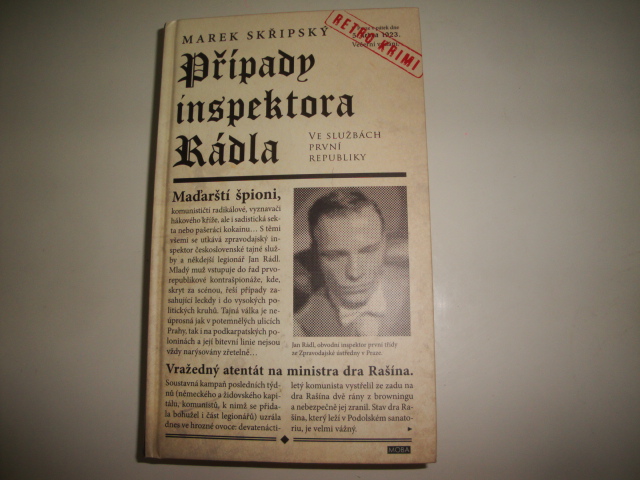 MAREK SKŘIPSKÝ
RETRO KRIMI
1923.
Případy
inspektora
Rádla
VE SLUŽBÁCH
PRVNÍ
REPUBLIKY
Maďarští špioni,
komunističtí radikálové, vyznavači
hákového kříže, ale i sadistická sek-
ta nebo pašeráci kokainu... S těmi
všemi se utkává zpravodajský in-
spektor československé tajné služ-
by a někdejší legionář Jan Rádl.
Mladý muž vstupuje do řad prvo-
republikové kontrašpionáže, kde,
skryt za scénou, řeší případy za-
sahující leckdy i do vysokých po-
litických kruhů. Tajná válka je ne-
úprosná jak v potemnělých ulicích
Prahy, tak i na podkarpatských po-
loninách a její bitevní linie nejsou
vždy narýsovány zřetelně...
Jan Rádl, obvodní inspektor první třídy
ze Zpravodajské ústředny v Praze.
Vražedný atentát na ministra dra Rašína.
Soustavná kampaň posledních týd-
nů (německého a židovského kapi-
tálu, komunistů, k nimž se přida-
la bohužel i část legionářů) uzrála
dnes ve hrozné ovoce: devatenácti-
letý komunista vystřelil ze zadu na
dra Rašína dvě rány z browningu
a nebezpečně jej zranil. Stav dra Ra-
šína, který leží v Podolském sanato-
riu, je velmi vážný.
MOBA